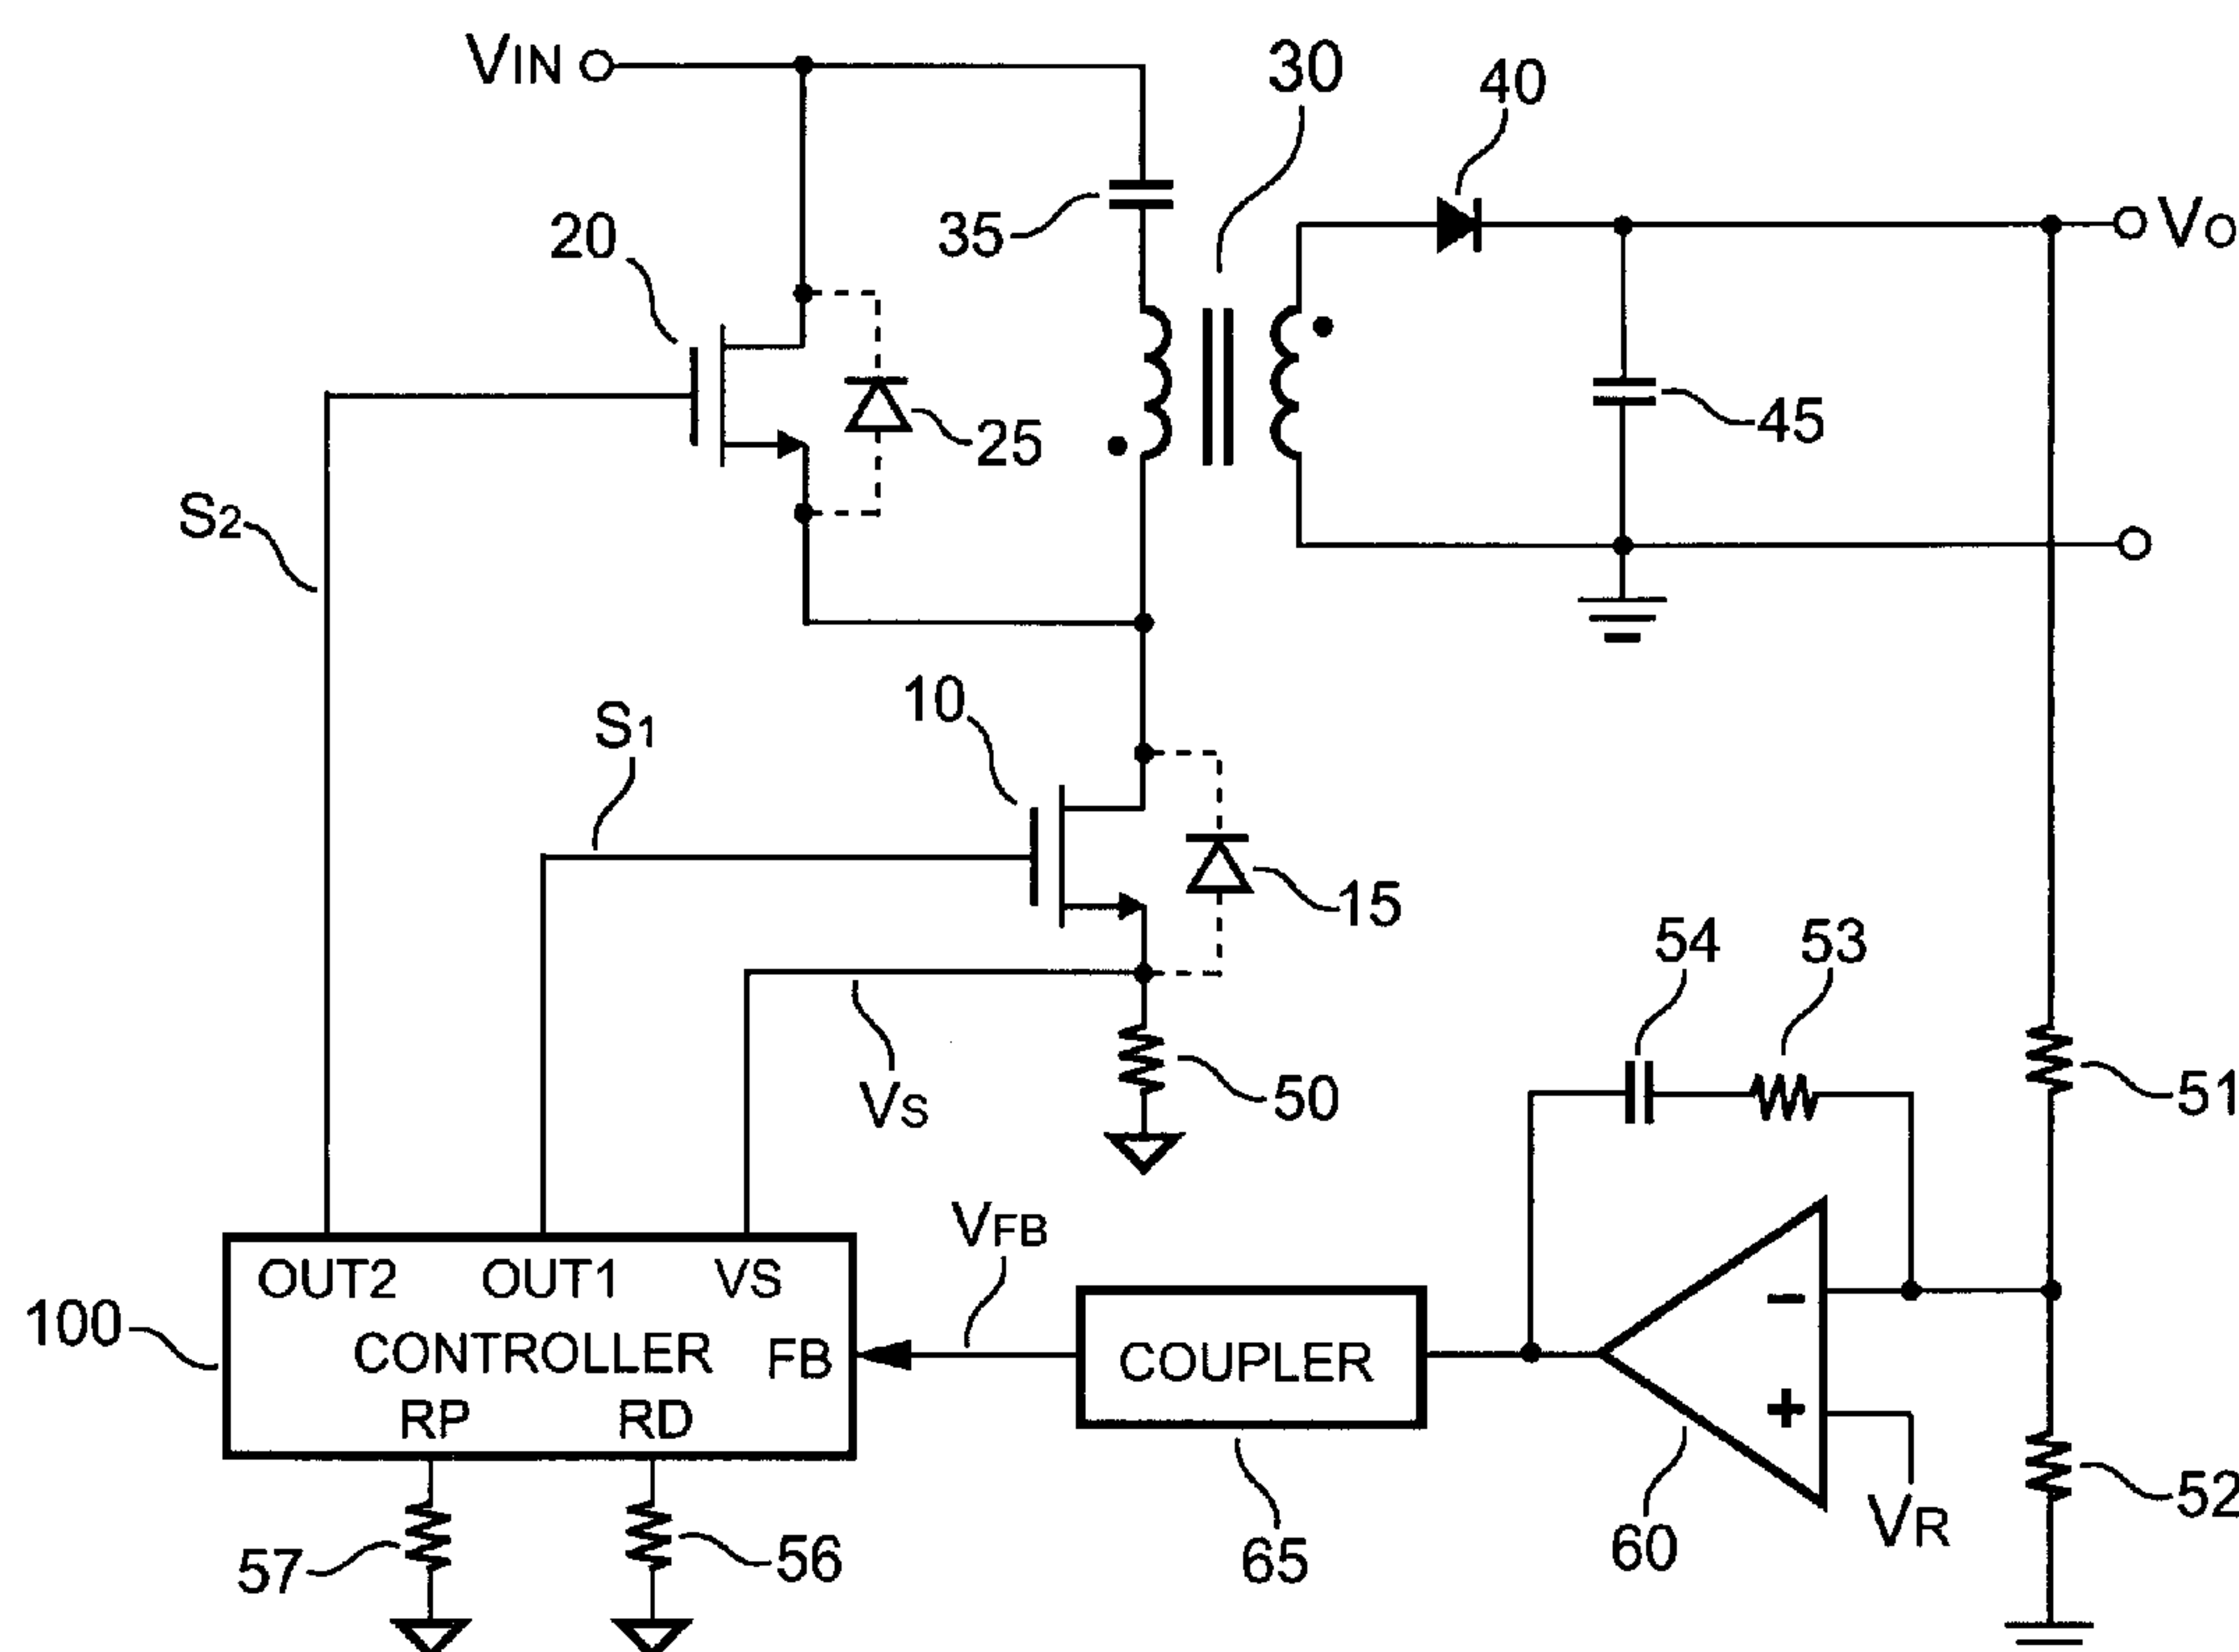 VIN
30
40
VO
20
35
25
45
S2
10
S1
15
54
53
VS
50
51
VFB
OUT2 OUT1 VS
100
CONTROLLER FB
RP RD
COUPLER
-
+
VR
52
57
56
65
60